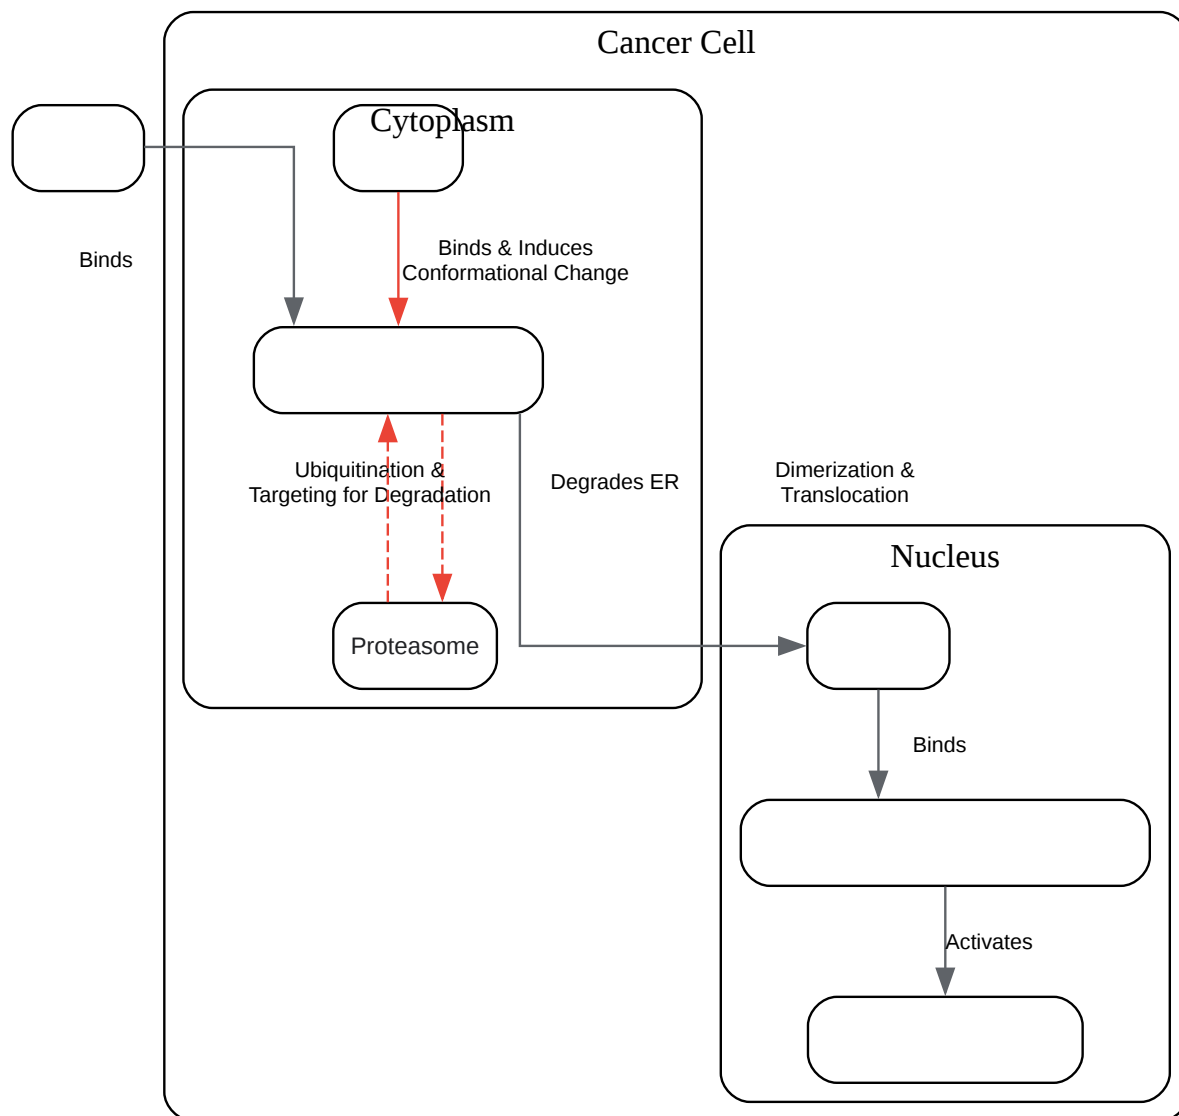 Cancer Cell
Cytoplasm
Binds
Binds & Induces
Conformational Change
Ubiquitination &
Targeting for Degradation
Degrades ER
Dimerization &
Translocation
Nucleus
Proteasome
Binds
Activates